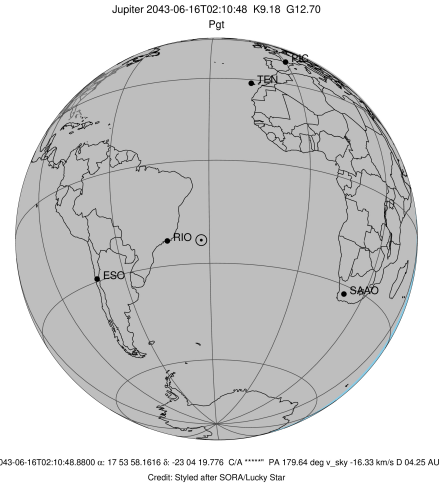 Jupiter 2043-06-16T02:10:48 K9.18 G12.70
Pgt
PIC
TEN
RIO
ESO
SAAO
043-06-16T02:10:48.8800 α: 17 53 58.1616 δ: -23 04 19.776 C/A *****" PA 179.64 deg v_sky -16.33 km/s D 04.25 AU
Credit: Styled after SORA/Lucky Star